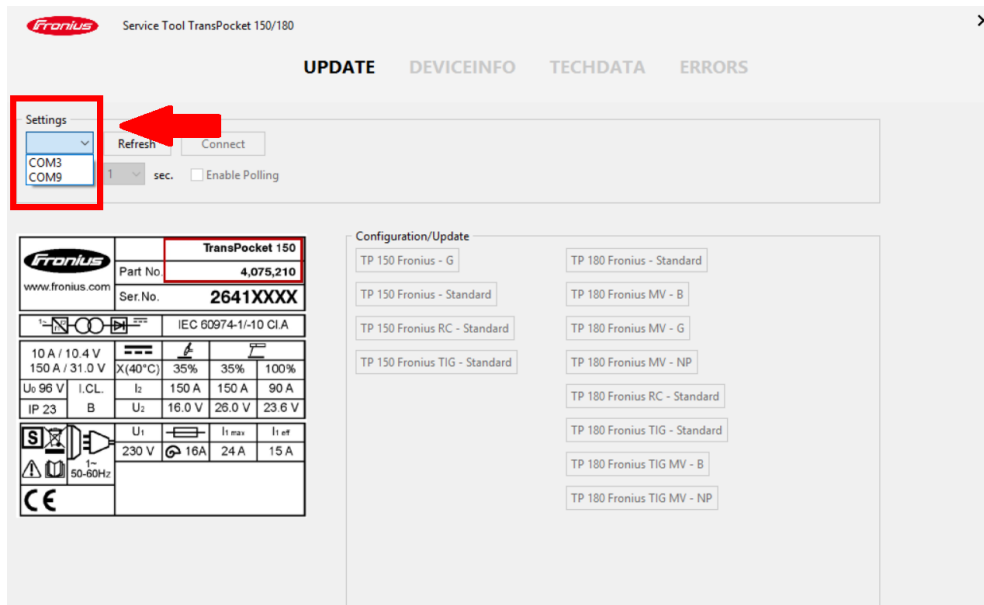 Fronius
Service Tool TransPocket 150/180
UPDATE DEVICEINFO TECHDATA ERRORS
Settings
Refresh Connect
COM3
COM9
1 sec. Enable Polling
Fronius
www.fronius.com
TransPocket 150
Part No. 4,075,210
Ser.No. 2641XXXX
1~ IEC 60974-1/-10 Cl.A
10 A / 10.4 V
150 A / 31.0 V
X(40°C) 35% 35% 100%
U₀ 96 V I.CL. I₂ 150 A 150 A 90 A
IP 23 B U₂ 16.0 V 26.0 V 23.6 V
S
1~
50-60Hz
U₁ I₁ max I₁ eff
230 V 16A 24 A 15 A
CE
Configuration/Update
TP 150 Fronius - G
TP 150 Fronius - Standard
TP 150 Fronius RC - Standard
TP 150 Fronius TIG - Standard
TP 180 Fronius - Standard
TP 180 Fronius MV - B
TP 180 Fronius MV - G
TP 180 Fronius MV - NP
TP 180 Fronius RC - Standard
TP 180 Fronius TIG - Standard
TP 180 Fronius TIG MV - B
TP 180 Fronius TIG MV - NP